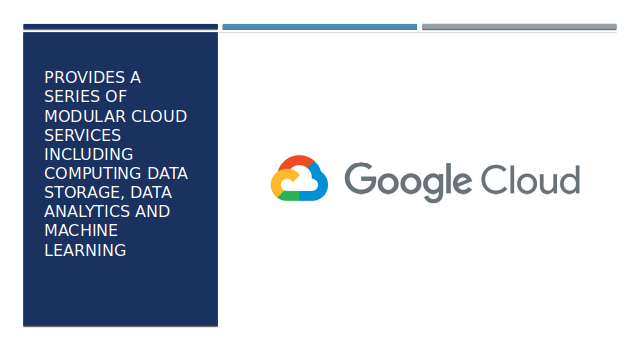 PROVIDES A
SERIES OF
MODULAR CLOUD
SERVICES
INCLUDING
COMPUTING DATA
STORAGE, DATA
ANALYTICS AND
MACHINE
LEARNING
Google Cloud